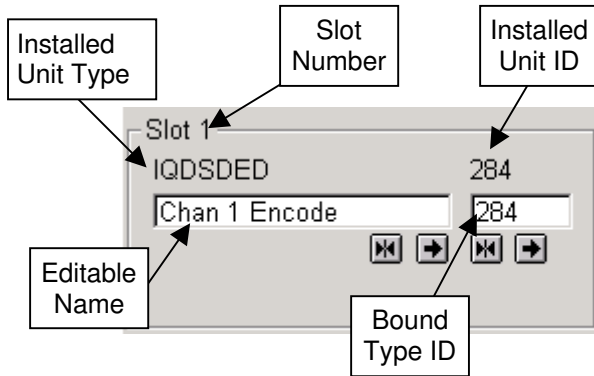 Installed
Unit Type
Slot
Number
Installed
Unit ID
Slot 1
IQDSDED
284
Chan 1 Encode
284
Editable
Name
Bound
Type ID